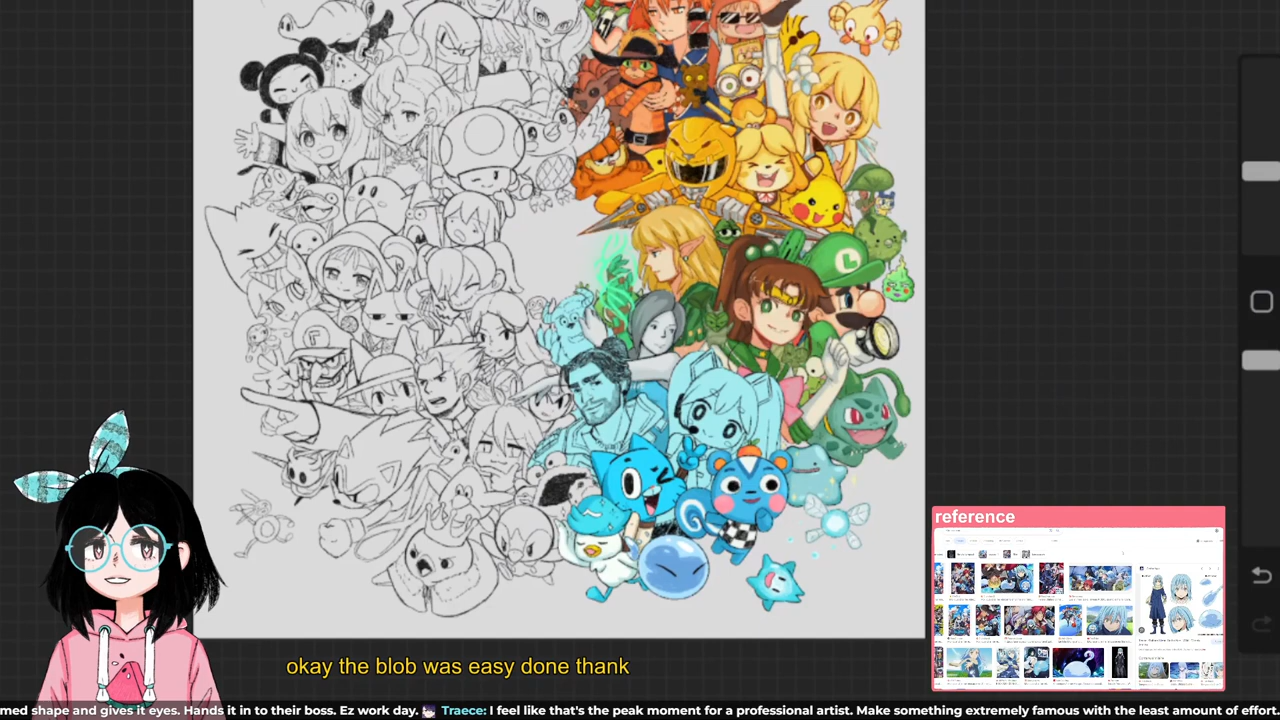 reference
okay the blob was easy done thank
med shape and gives it eyes. Hands it in to their boss. Ez work day. Traece: I feel like that's the peak moment for a professional artist. Make something extremely famous with the least amount of effort.